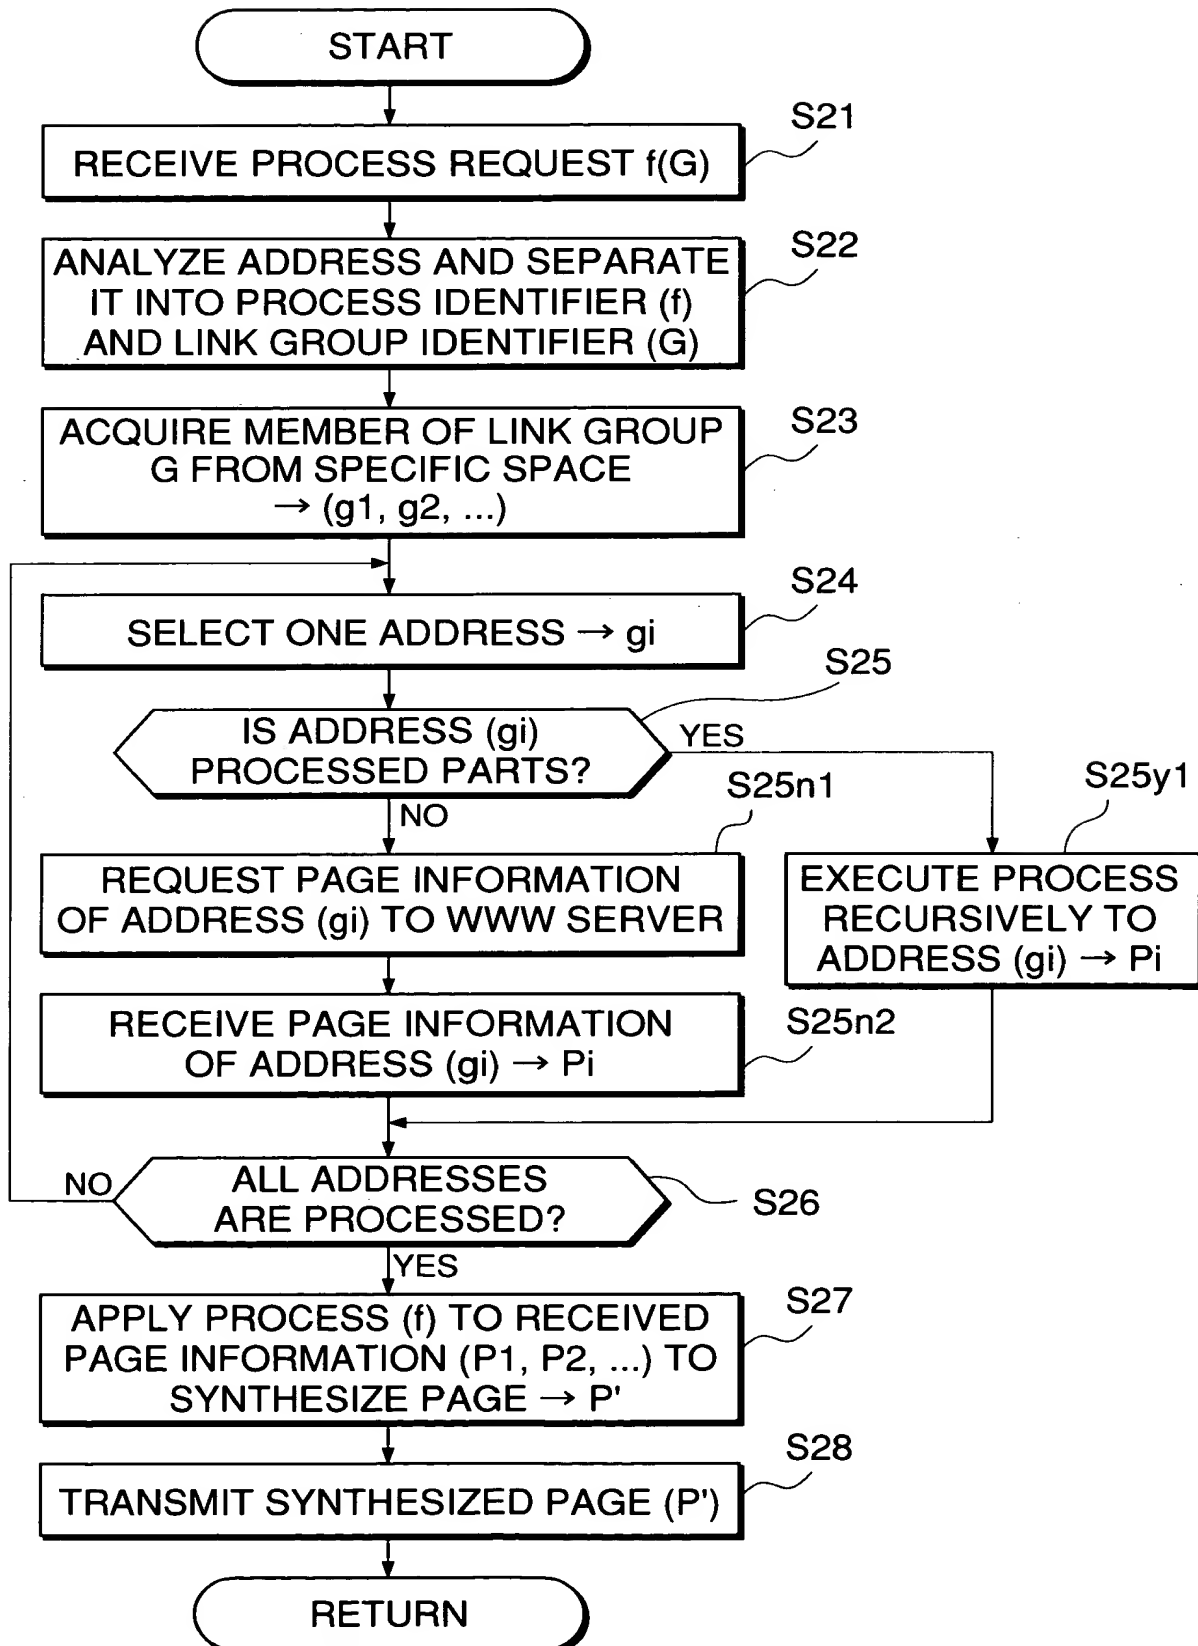 START
S21
RECEIVE PROCESS REQUEST f(G)
S22
ANALYZE ADDRESS AND SEPARATE
IT INTO PROCESS IDENTIFIER (f)
AND LINK GROUP IDENTIFIER (G)
S23
ACQUIRE MEMBER OF LINK GROUP
G FROM SPECIFIC SPACE
→ (g1, g2, ...)
S24
SELECT ONE ADDRESS → gi
S25
IS ADDRESS (gi)
PROCESSED PARTS?
YES
NO
S25n1
S25y1
REQUEST PAGE INFORMATION
OF ADDRESS (gi) TO WWW SERVER
EXECUTE PROCESS
RECURSIVELY TO
ADDRESS (gi) → Pi
S25n2
RECEIVE PAGE INFORMATION
OF ADDRESS (gi) → Pi
NO
ALL ADDRESSES
ARE PROCESSED?
S26
YES
S27
APPLY PROCESS (f) TO RECEIVED
PAGE INFORMATION (P1, P2, ...) TO
SYNTHESIZE PAGE → P'
S28
TRANSMIT SYNTHESIZED PAGE (P')
RETURN